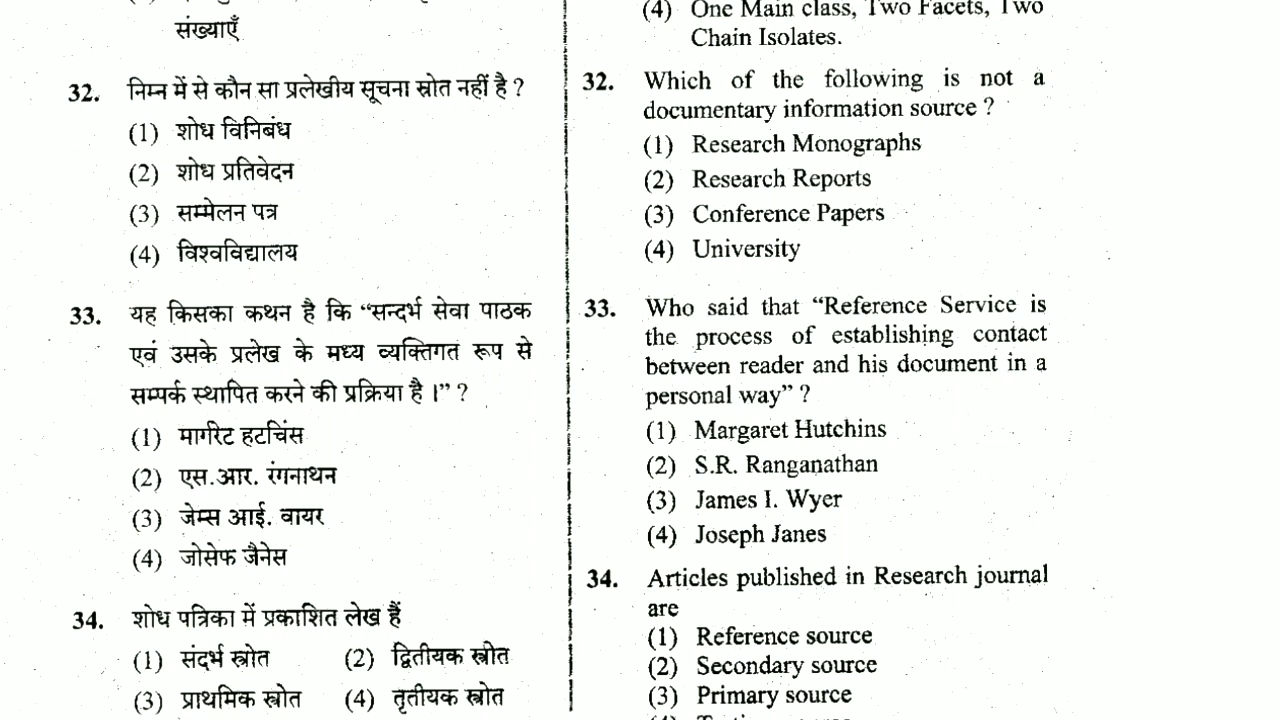 संख्याएँ
32. निम्न में से कौन सा प्रलेखीय सूचना स्रोत नहीं है ?
(1) शोध विनिबंध
(2) शोध प्रतिवेदन
(3) सम्मेलन पत्र
(4) विश्वविद्यालय
33. यह किसका कथन है कि “सन्दर्भ सेवा पाठक
एवं उसके प्रलेख के मध्य व्यक्तिगत रूप से
सम्पर्क स्थापित करने की प्रक्रिया है ।” ?
(1) मार्गरेट हटचिंस
(2) एस.आर. रंगनाथन
(3) जेम्स आई. वायर
(4) जोसेफ जैनेस
34. शोध पत्रिका में प्रकाशित लेख हैं
(1) संदर्भ स्त्रोत (2) द्वितीयक स्त्रोत
(3) प्राथमिक स्त्रोत (4) तृतीयक स्त्रोत
(4) One Main class, Two Facets, Two
Chain Isolates.
32. Which of the following is not a
documentary information source ?
(1) Research Monographs
(2) Research Reports
(3) Conference Papers
(4) University
33. Who said that “Reference Service is
the process of establishing contact
between reader and his document in a
personal way” ?
(1) Margaret Hutchins
(2) S.R. Ranganathan
(3) James I. Wyer
(4) Joseph Janes
34. Articles published in Research journal
are
(1) Reference source
(2) Secondary source
(3) Primary source